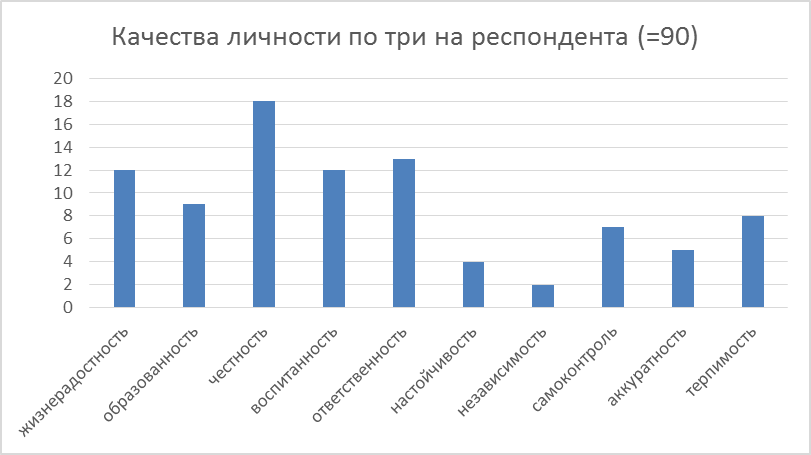 Качества личности по три на респондента (=90)
20
18
16
14
12
10
8
6
4
2
0
жизнерадостность
образованность
честность
воспитанность
ответственность
настойчивость
независимость
самоконтроль
аккуратность
терпимость